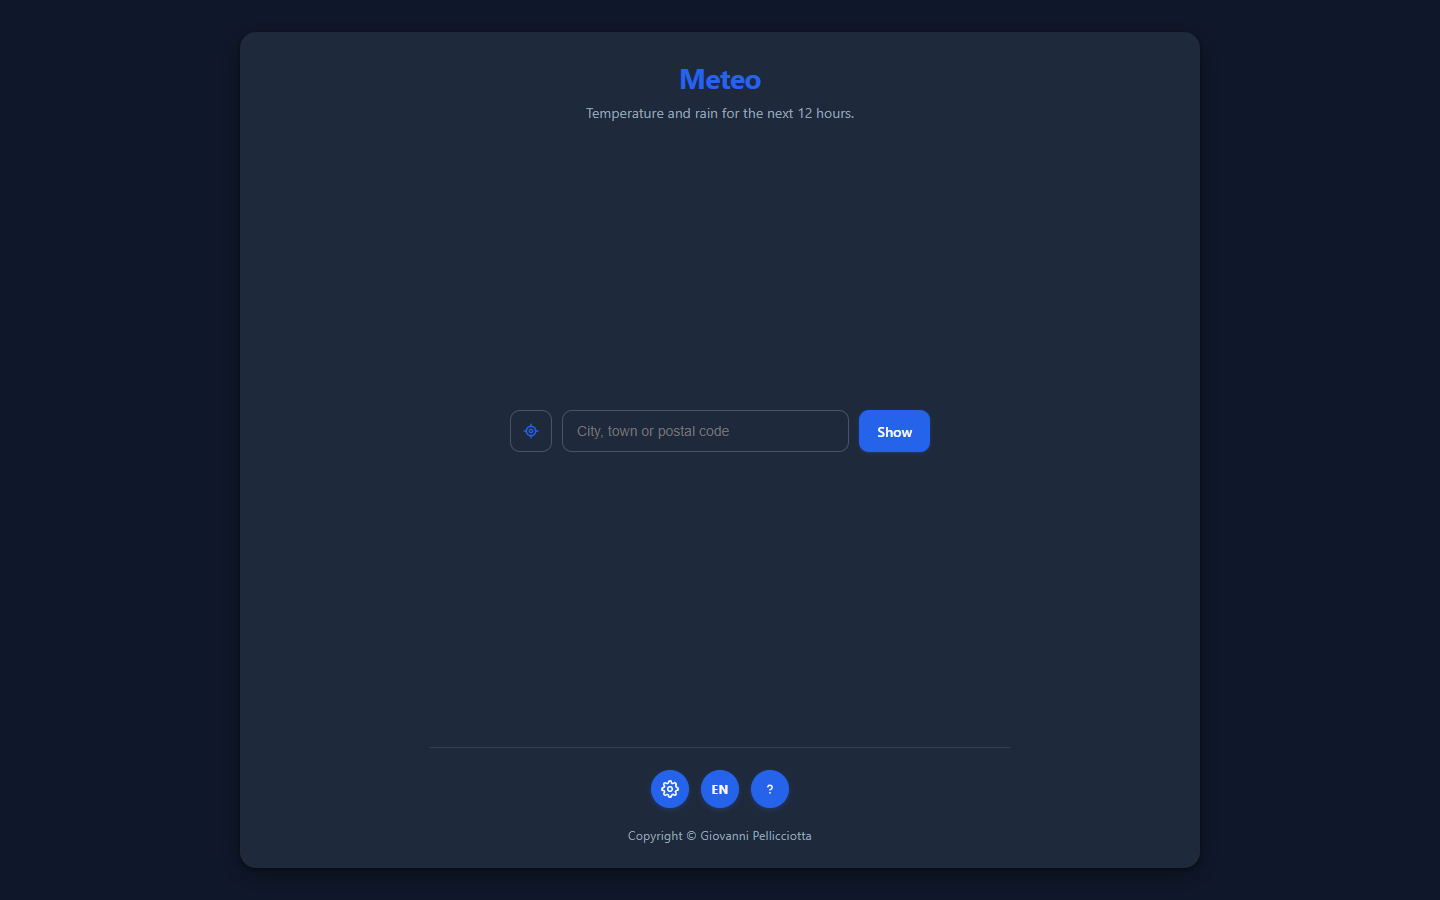 Meteo
Temperature and rain for the next 12 hours.
City, town or postal code
Show
EN
?
Copyright © Giovanni Pellicciotta